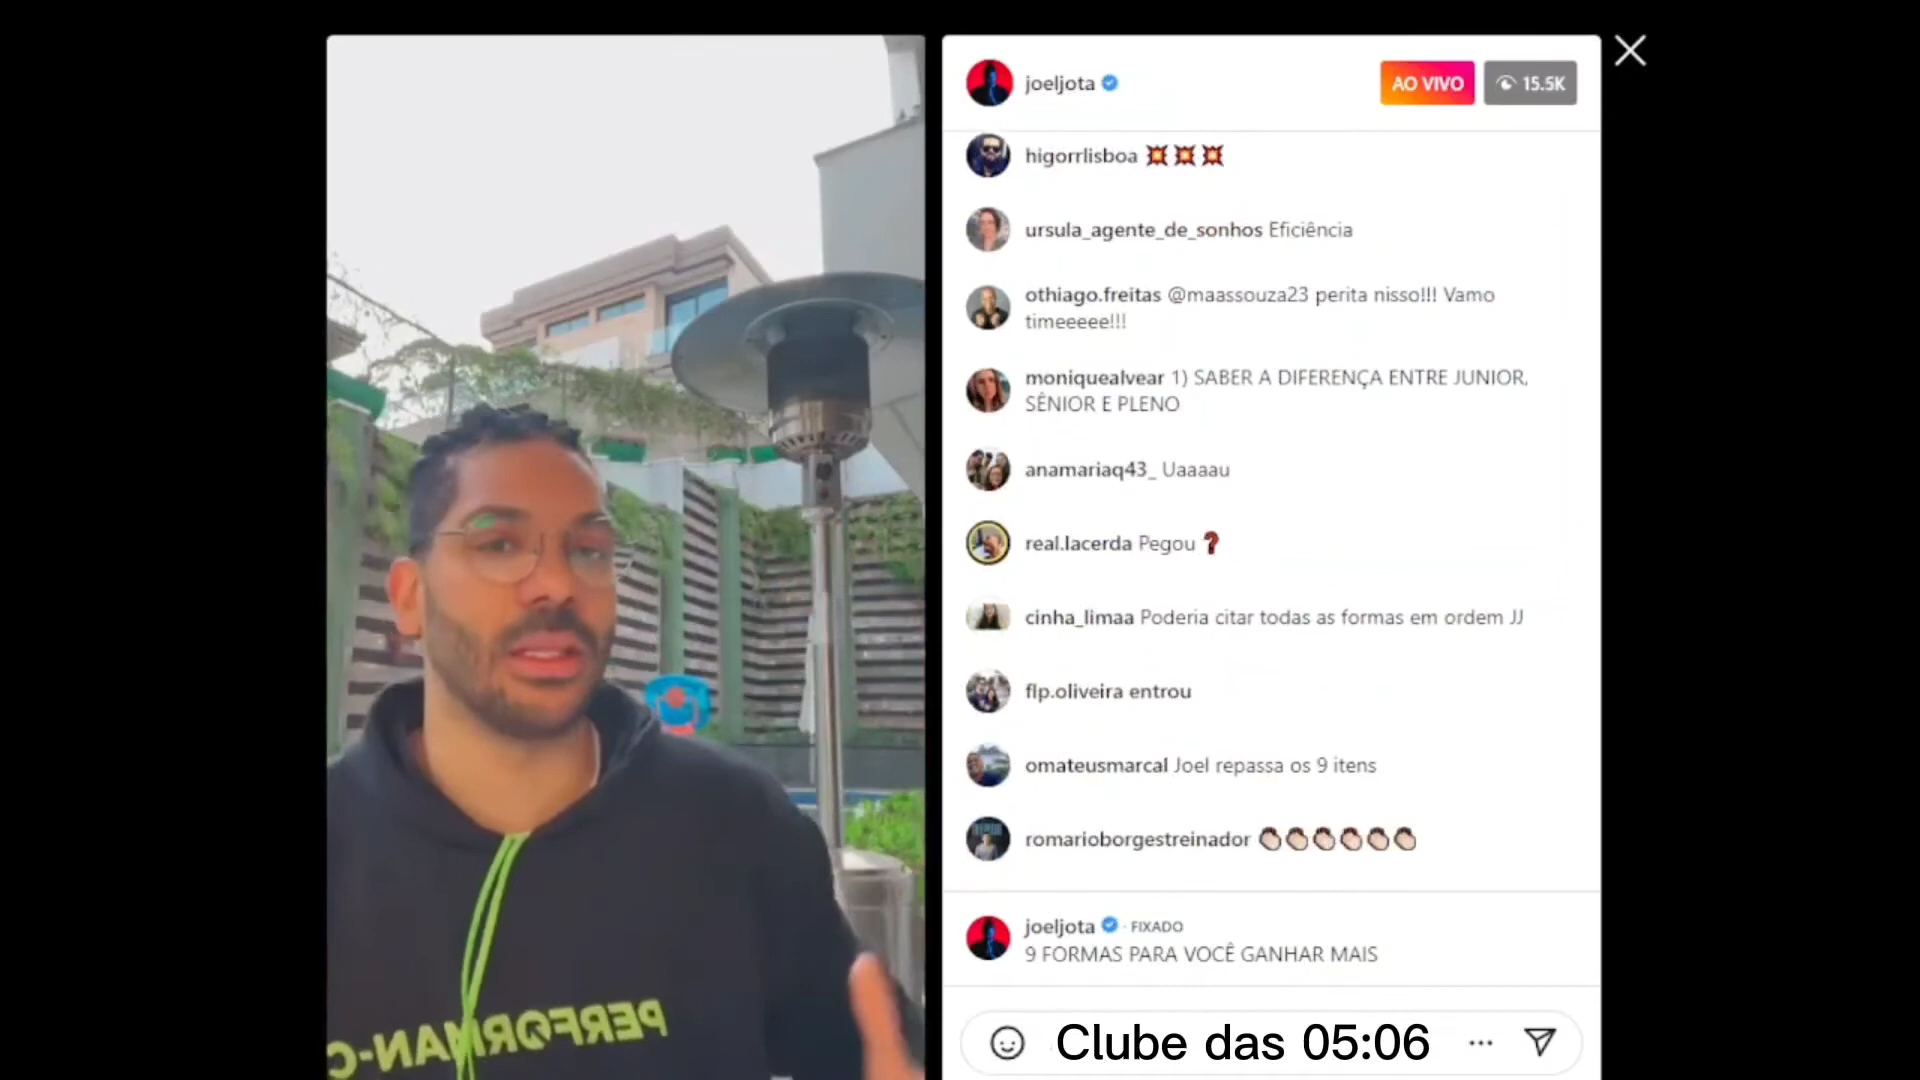 joeljota
AO VIVO
15.5K
higorrlisboa 💥💥💥
ursula_agente_de_sonhos Eficiência
othiago.freitas @maassouza23 perita nisso!!! Vamo
timeeeee!!!
moniquealvear 1) SABER A DIFERENÇA ENTRE JUNIOR,
SÊNIOR E PLENO
anamariaq43_ Uaaaau
real.lacerda Pegou ❓
cinha_limaa Poderia citar todas as formas em ordem JJ
flp.oliveira entrou
omateusmarcal Joel repassa os 9 itens
romarioborgestreinador 👏🏻👏🏻👏🏻👏🏻👏🏻👏🏻
joeljota · FIXADO
9 FORMAS PARA VOCÊ GANHAR MAIS
Clube das 05:06
PERFORMAN-C